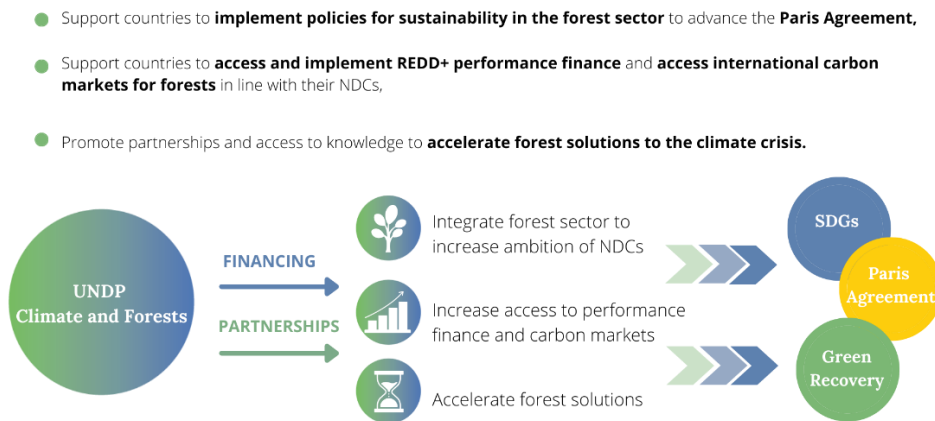 Support countries to implement policies for sustainability in the forest sector to advance the Paris Agreement,
Support countries to access and implement REDD+ performance finance and access international carbon
markets for forests in line with their NDCs,
Promote partnerships and access to knowledge to accelerate forest solutions to the climate crisis.
UNDP
Climate and Forests
FINANCING
PARTNERSHIPS
Integrate forest sector to
increase ambition of NDCs
Increase access to performance
finance and carbon markets
Accelerate forest solutions
SDGs
Paris
Agreement
Green
Recovery